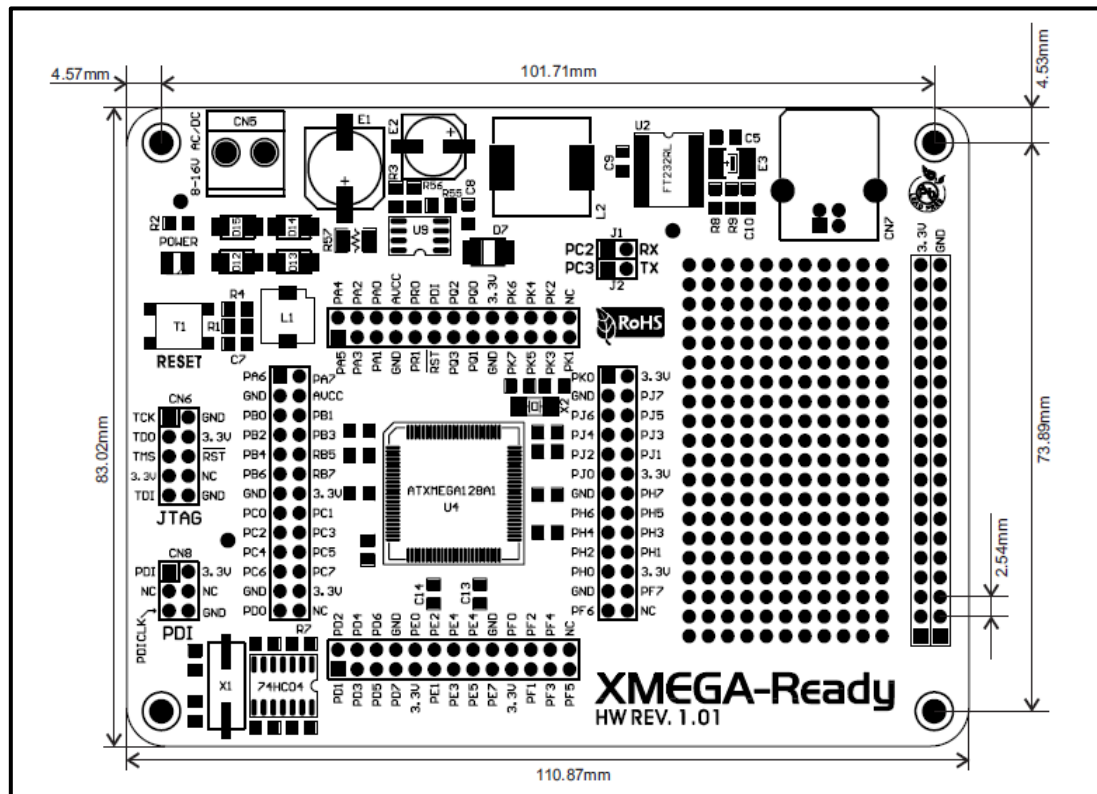 4.57mm
101.71mm
4.53mm
8-16V AC/DC
CN5
E1
E2
R3
R56
R55
C8
L2
C9
U2
FT232RL
C5
E3
R8
R9
C10
CN7
LEAD FREE
R2
POWER
D15
D14
D12
D13
R57
U9
D7
J1
PC2 RX
PC3 TX
J2
3.3V GND
T1
RESET
R4
R1
C7
L1
PA4 PA2 PA0 AVCC PR0 PDI PQ2 PQ0 3.3V PK6 PK4 PK2 NC
PA5 PA3 PA1 GND PR1 RST PQ3 PQ1 GND PK7 PK5 PK3 PK1
RoHS
X2
CN6
TCK GND
TDO 3.3V
TMS RST
3.3V NC
TDI GND
JTAG
CN8
PDI 3.3V
NC NC
PDICLK GND
PDI
PA6 PA7
GND AVCC
PB0 PB1
PB2 PB3
PB4 RB5
PB6 RB7
GND 3.3V
PC0 PC1
PC2 PC3
PC4 PC5
PC6 PC7
GND 3.3V
PD0 NC
ATXMEGA128A1
U4
C14
C13
PK0 3.3V
GND PJ7
PJ6 PJ5
PJ4 PJ3
PJ2 PJ1
PJ0 3.3V
GND PH7
PH6 PH5
PH4 PH3
PH2 PH1
PH0 3.3V
GND PF7
PF6 NC
83.02mm
73.89mm
2.54mm
X1
R7
74HC04
PD2 PD4 PD6 GND PE0 PE2 PE4 PE4 GND PF0 PF2 PF4 NC
PD1 PD3 PD5 PD7 3.3V PE1 PE3 PE5 PE7 3.3V PF1 PF3 PF5
XMEGA-Ready
HW REV. 1.01
110.87mm